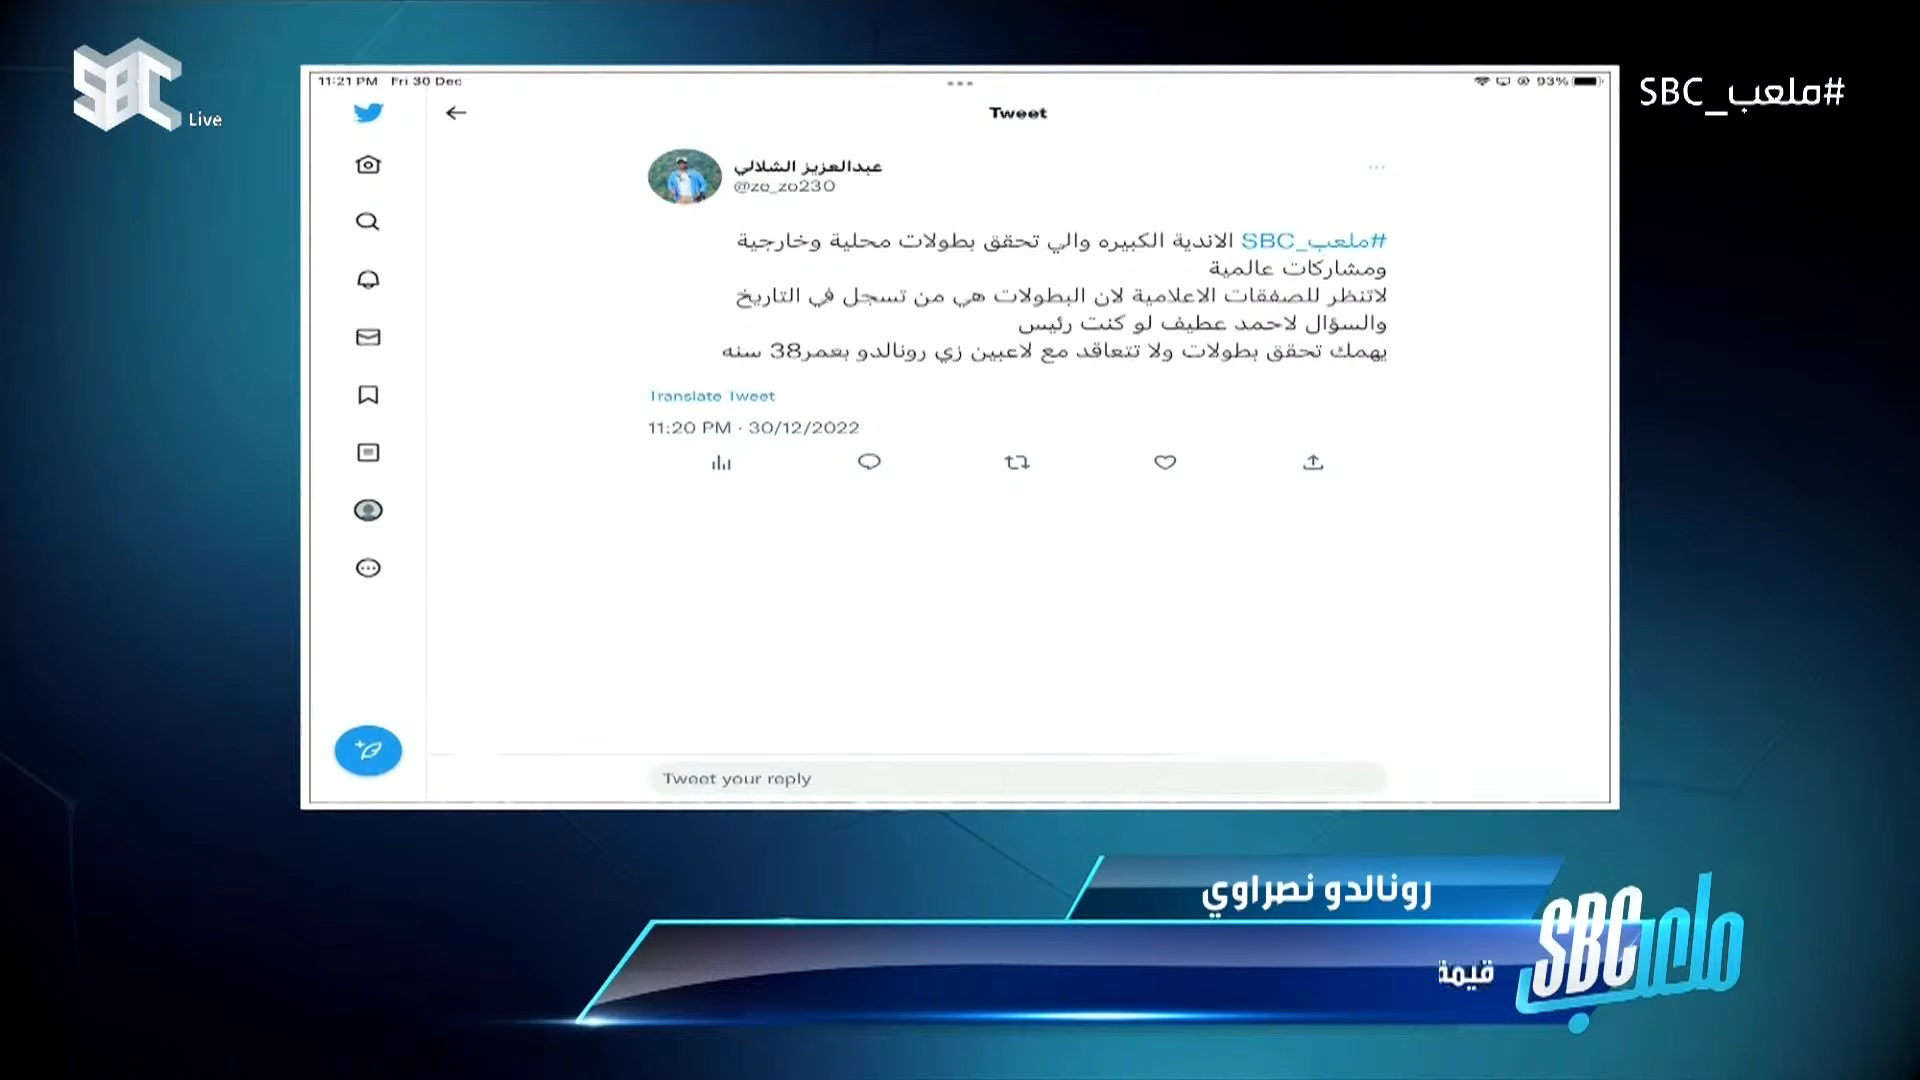 SBC
Live
#ملعب_SBC
11:21 PM Fri 30 Dec
93%
Tweet
عبدالعزيز الشلالي
@zo_zo230
#ملعب_SBC الاندية الكبيره والي تحقق بطولات محلية وخارجية
ومشاركات عالمية
لاتنظر للصفقات الاعلامية لان البطولات هي من تسجل في التاريخ
والسؤال لاحمد عطيف لو كنت رئيس
يهمك تحقق بطولات ولا تتعاقد مع لاعبين زي رونالدو بعمر38 سنه
Translate Tweet
11:20 PM · 30/12/2022
Tweet your reply
رونالدو نصراوي
قيمة
ملعب SBC